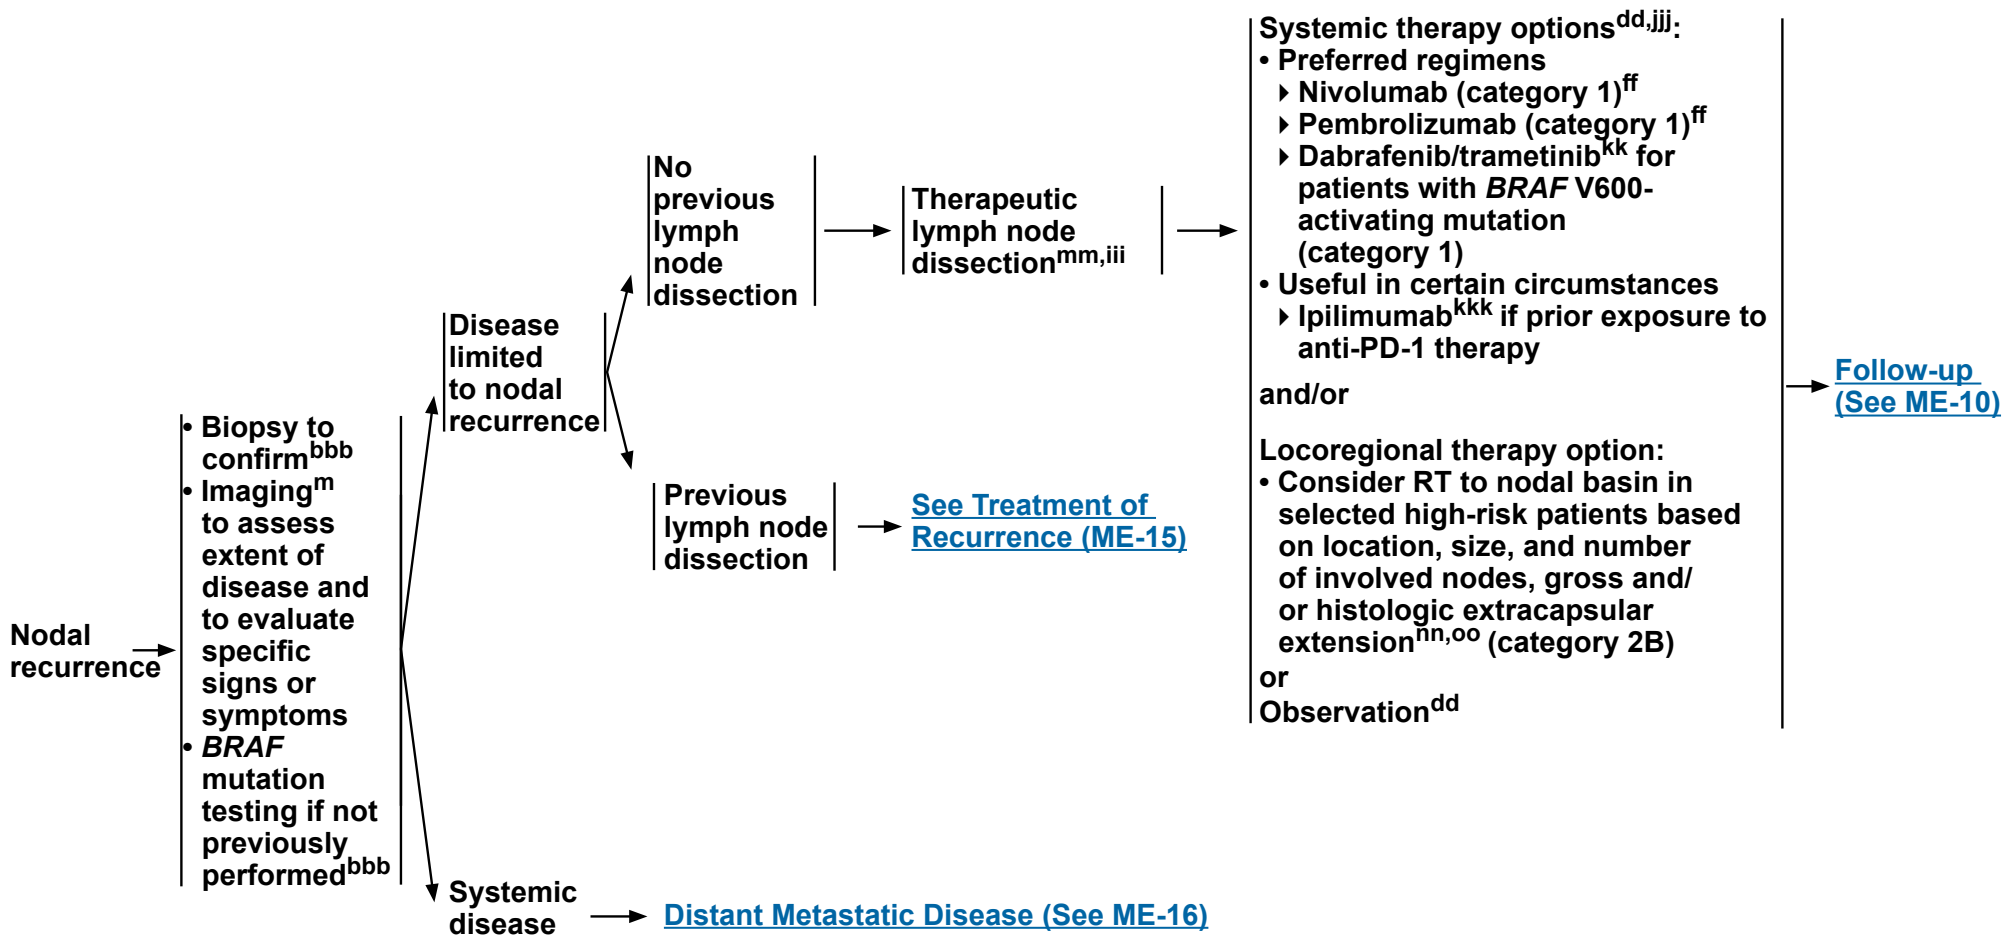 Nodal
recurrence
• Biopsy to
confirmbbb
• Imagingm
to assess
extent of
disease and
to evaluate
specific
signs or
symptoms
• BRAF
mutation
testing if not
previously
performedbbb
Disease
limited
to nodal
recurrence
No
previous
lymph
node
dissection
Therapeutic
lymph node
dissectionmm,iii
Previous
lymph node
dissection
See Treatment of
Recurrence (ME-15)
Systemic
disease
Distant Metastatic Disease (See ME-16)
Systemic therapy optionsdd,jjj:
• Preferred regimens
Nivolumab (category 1)ff
Pembrolizumab (category 1)ff
Dabrafenib/trametinibkk for
patients with BRAF V600-
activating mutation
(category 1)
• Useful in certain circumstances
Ipilimumabkkk if prior exposure to
anti-PD-1 therapy
and/or
Locoregional therapy option:
• Consider RT to nodal basin in
selected high-risk patients based
on location, size, and number
of involved nodes, gross and/
or histologic extracapsular
extensionnn,oo (category 2B)
or
Observationdd
Follow-up
(See ME-10)